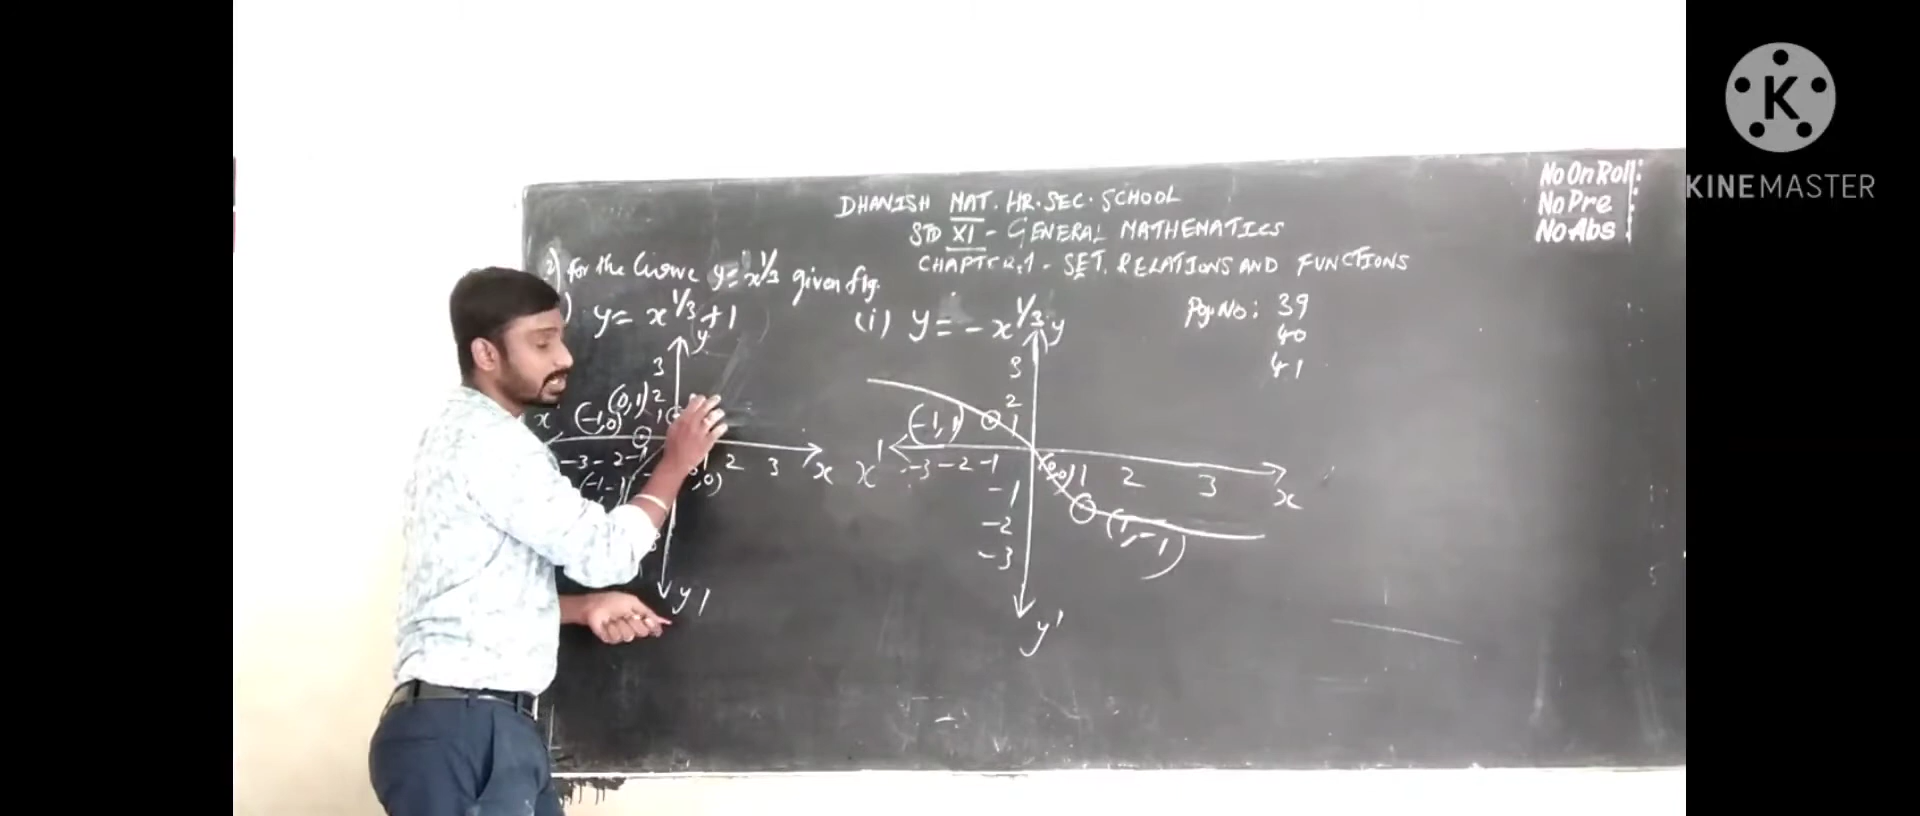 DHANISH MAT. HR. SEC. SCHOOL
STD XI - GENERAL MATHEMATICS
CHAPTER.1 - SET, RELATIONS AND FUNCTIONS
No On Roll:
No Pre :
No Abs :
KINEMASTER
2) For the Curve y = x^1/3 given fig.
) y = x^1/3 + 1
(i) y = -x^1/3
Pg. No: 39
40
41
y
3
2
1
(0,1)
(-1,0)
x'
-3 -2 -1
2 3 x
(-1,-1)
,0)
y'
y
3
2
1
(-1,1)
x'
-3 -2 -1
(0,0) 1 2 3
x
-1
-2
-3
(1,-1)
y'